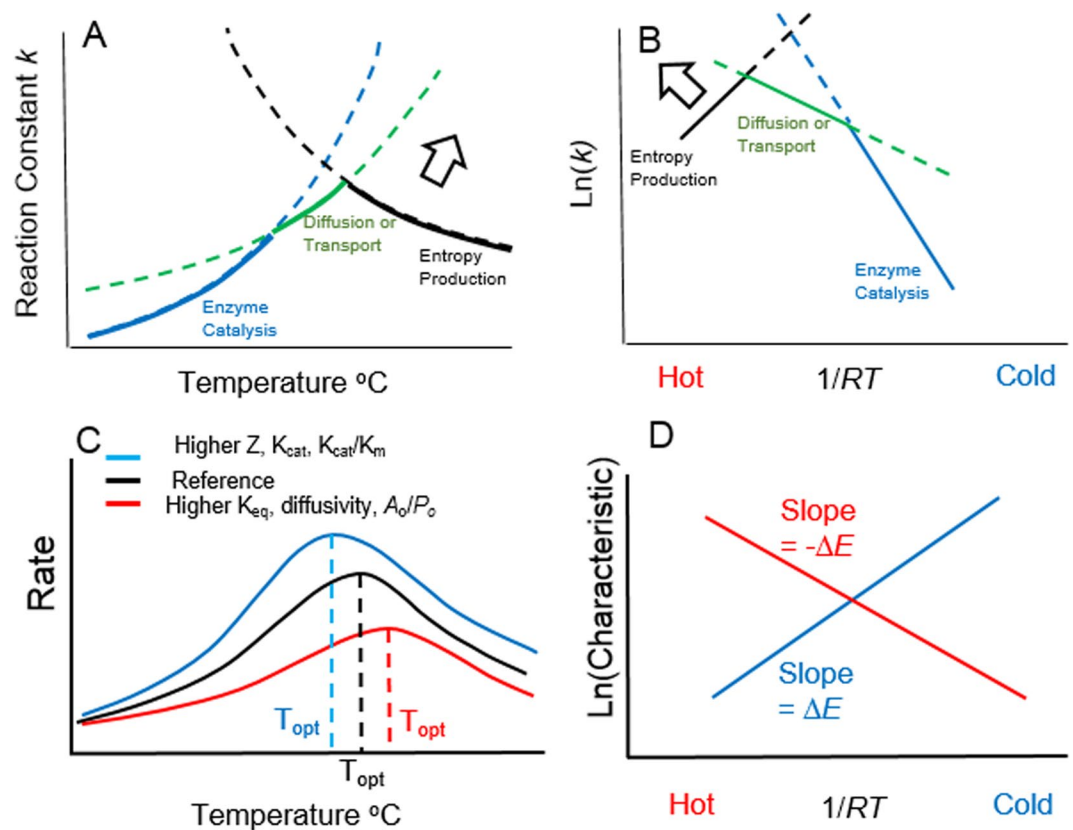 A
Reaction Constant k
Diffusion or
Transport
Entropy
Production
Enzyme
Catalysis
Temperature ºC
B
Ln(k)
Entropy
Production
Diffusion or
Transport
Enzyme
Catalysis
Hot 1/RT Cold
C
Higher Z, Kcat, Kcat/Km
Reference
Higher Keq, diffusivity, Ao/Po
Rate
Topt
Topt
Topt
Temperature ºC
D
Ln(Characteristic)
Slope
= -ΔE
Slope
= ΔE
Hot 1/RT Cold